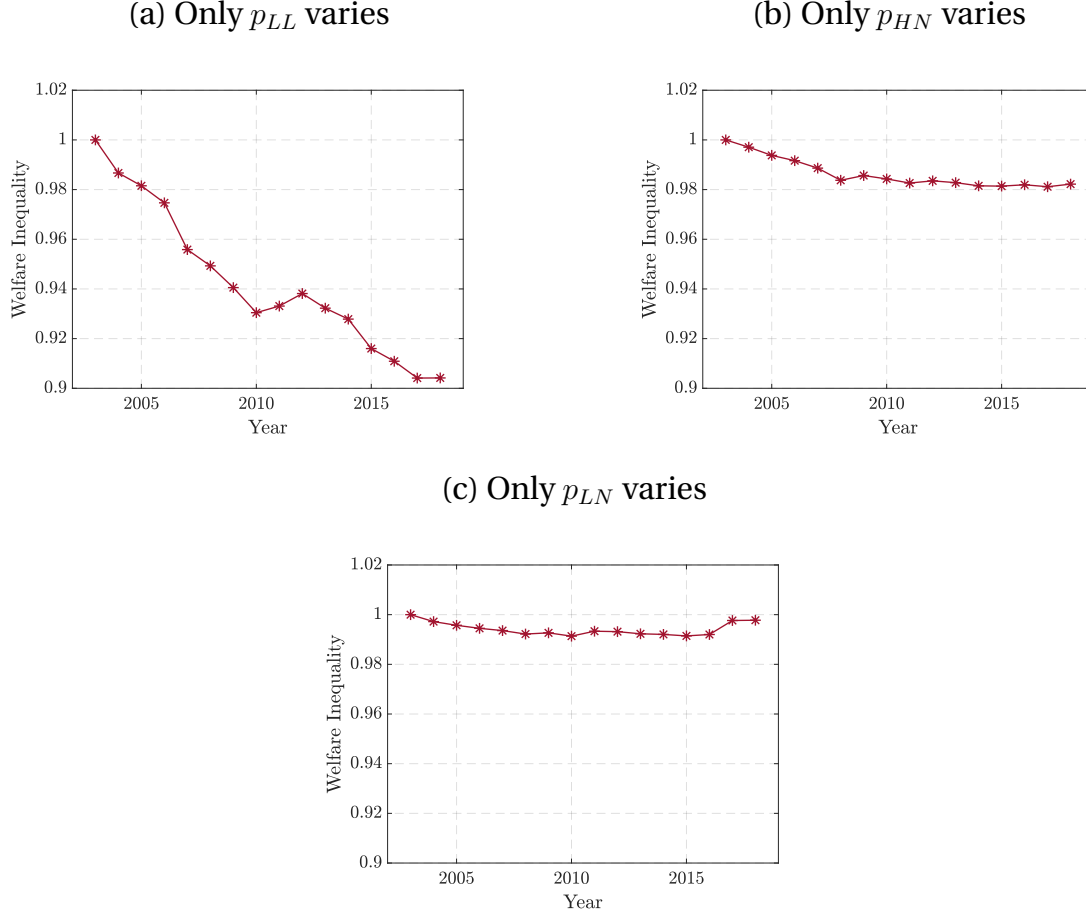 (a) Only p_{LL} varies
1.02
1
0.98
0.96
0.94
0.92
0.9
Welfare Inequality
2005 2010 2015
Year
(b) Only p_{HN} varies
1.02
1
0.98
0.96
0.94
0.92
0.9
Welfare Inequality
2005 2010 2015
Year
(c) Only p_{LN} varies
1.02
1
0.98
0.96
0.94
0.92
0.9
Welfare Inequality
2005 2010 2015
Year